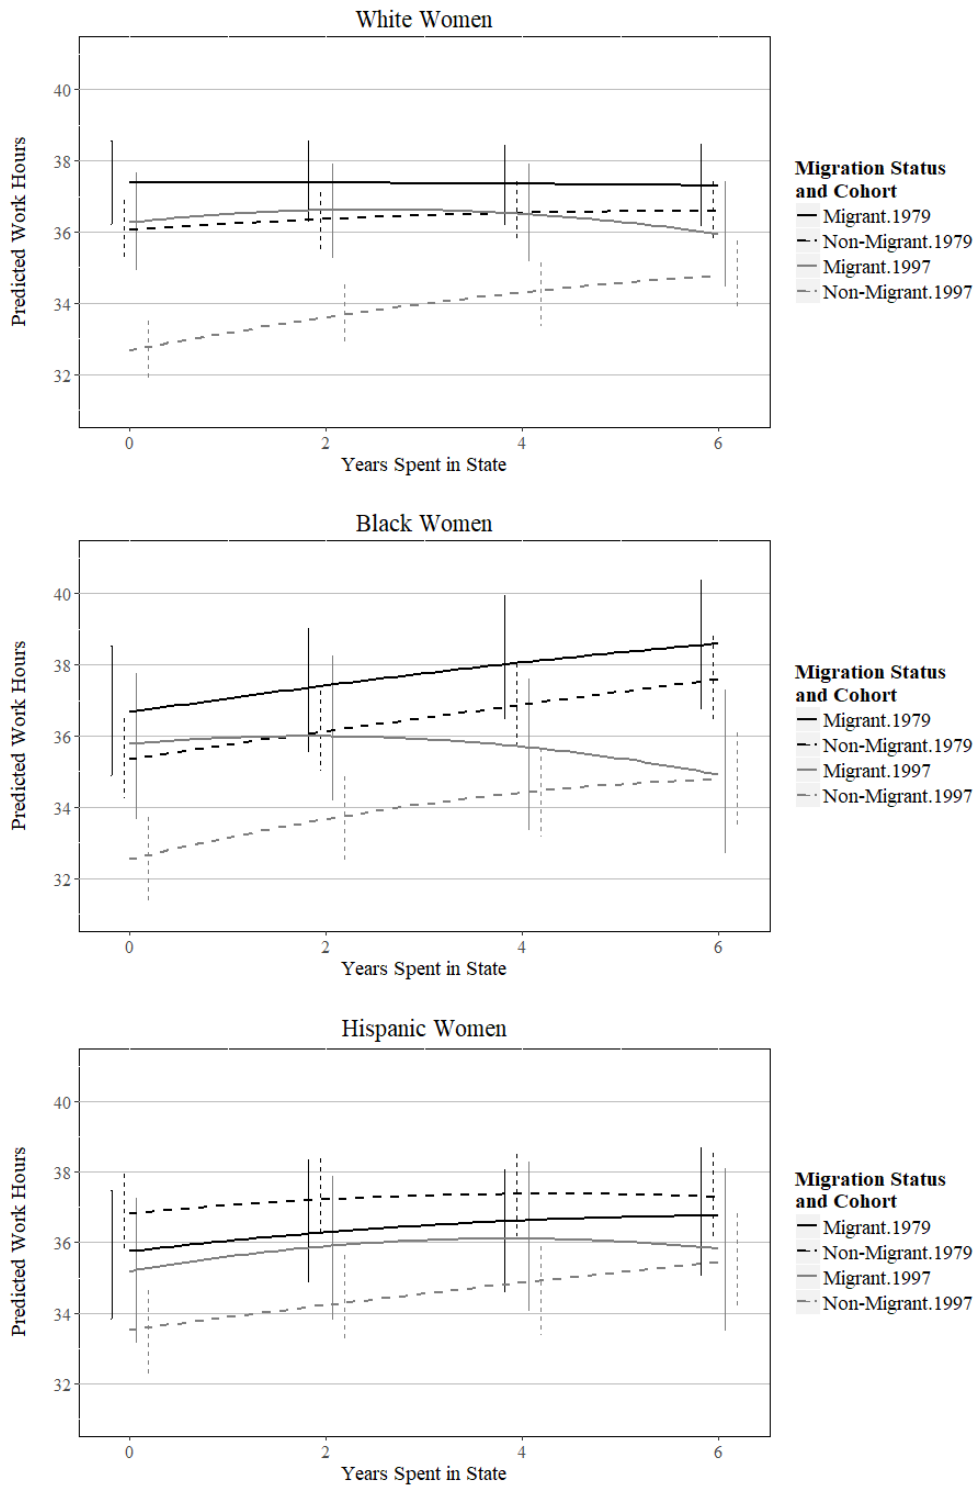 White Women
Predicted Work Hours
40
38
36
34
32
0
2
4
6
Years Spent in State
Migration Status
and Cohort
Migrant.1979
Non-Migrant.1979
Migrant.1997
Non-Migrant.1997
Black Women
Predicted Work Hours
40
38
36
34
32
0
2
4
6
Years Spent in State
Migration Status
and Cohort
Migrant.1979
Non-Migrant.1979
Migrant.1997
Non-Migrant.1997
Hispanic Women
Predicted Work Hours
40
38
36
34
32
0
2
4
6
Years Spent in State
Migration Status
and Cohort
Migrant.1979
Non-Migrant.1979
Migrant.1997
Non-Migrant.1997